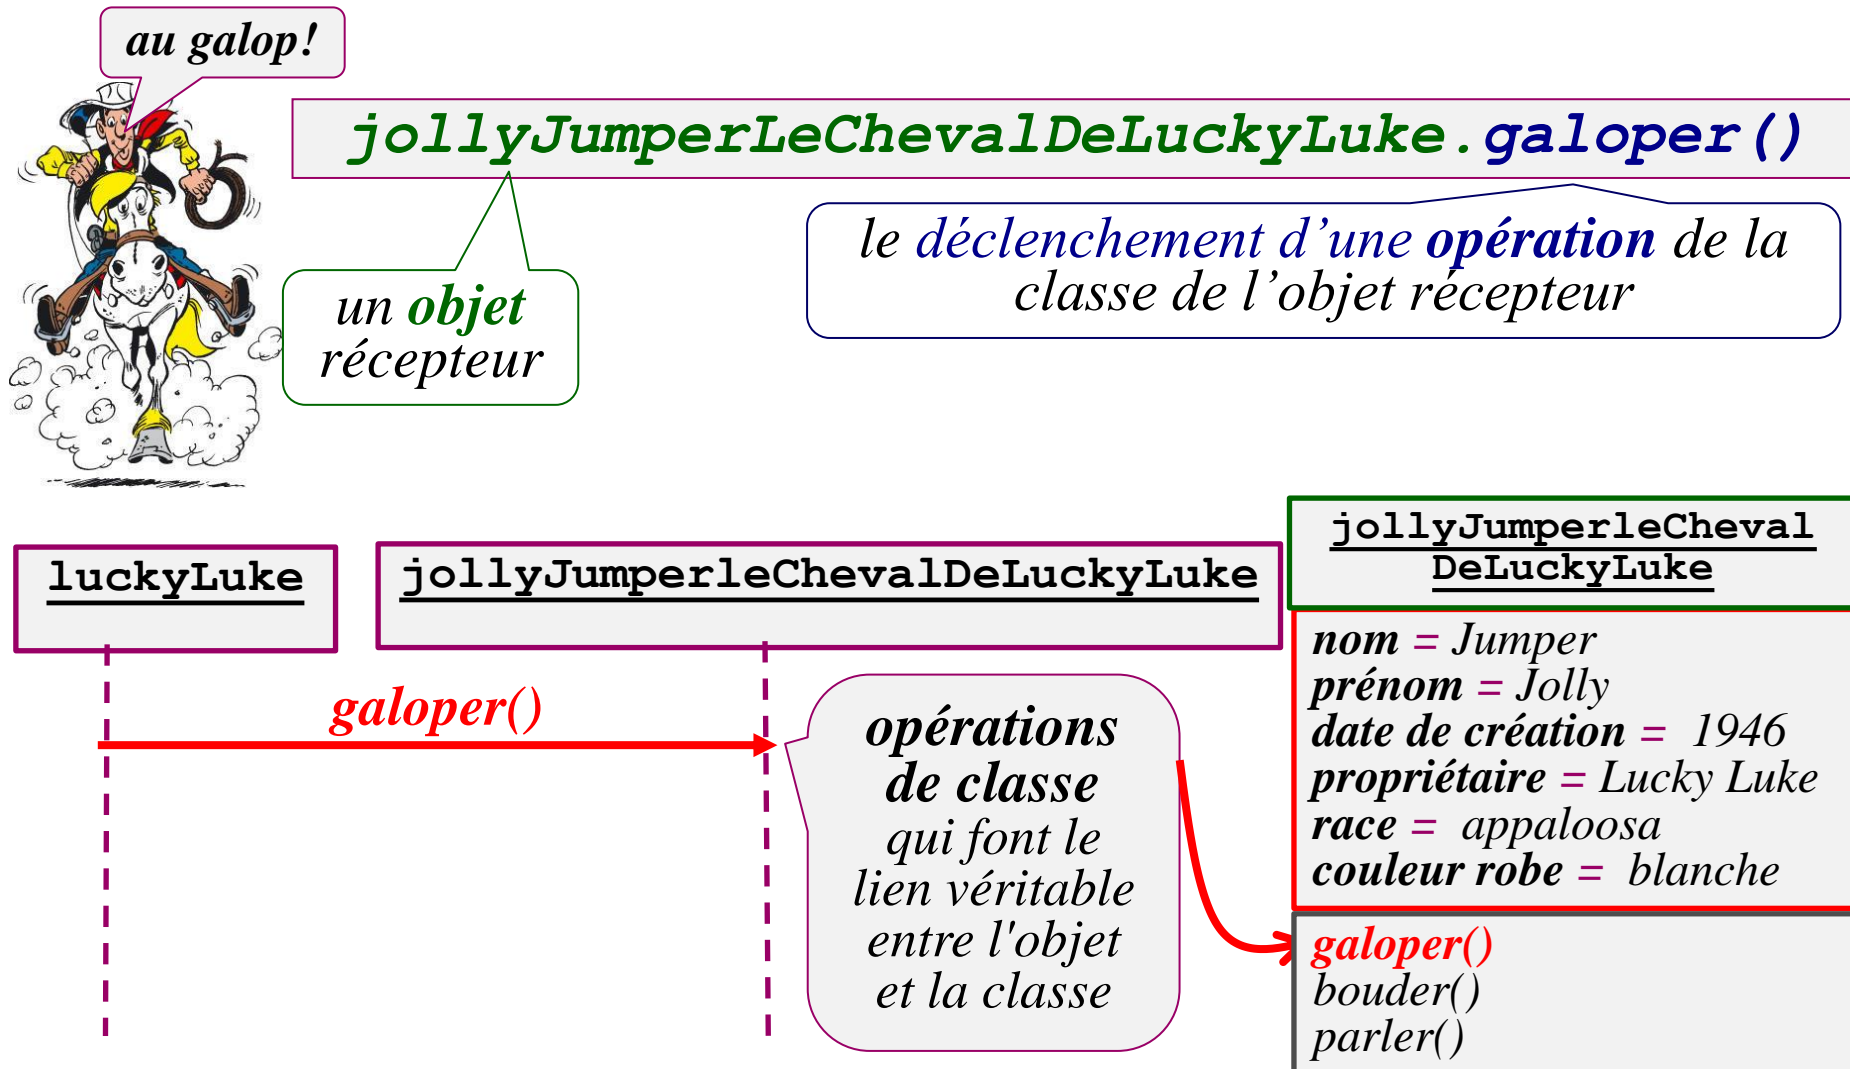 au galop!
jollyJumperLeChevalDeLuckyLuke.galoper()
le déclenchement d’une opération de la
classe de l’objet récepteur
un objet
récepteur
luckyLuke
jollyJumperleChevalDeLuckyLuke
galoper()
opérations
de classe
qui font le
lien véritable
entre l'objet
et la classe
jollyJumperleCheval
DeLuckyLuke
nom = Jumper
prénom = Jolly
date de création = 1946
propriétaire = Lucky Luke
race = appaloosa
couleur robe = blanche
galoper()
bouder()
parler()